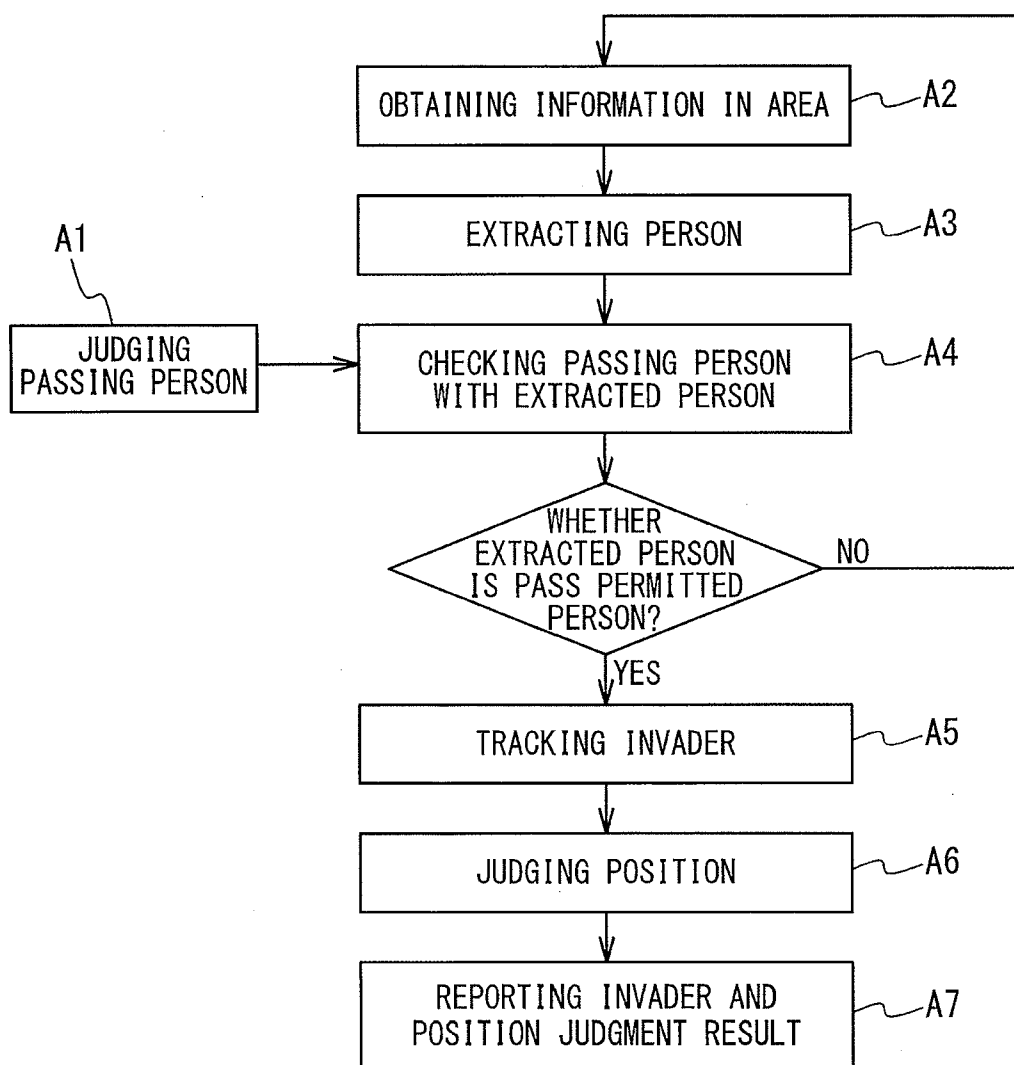 OBTAINING INFORMATION IN AREA
A2
EXTRACTING PERSON
A3
A1
JUDGING
PASSING PERSON
CHECKING PASSING PERSON
WITH EXTRACTED PERSON
A4
WHETHER
EXTRACTED PERSON
IS PASS PERMITTED
PERSON?
NO
YES
TRACKING INVADER
A5
JUDGING POSITION
A6
REPORTING INVADER AND
POSITION JUDGMENT RESULT
A7